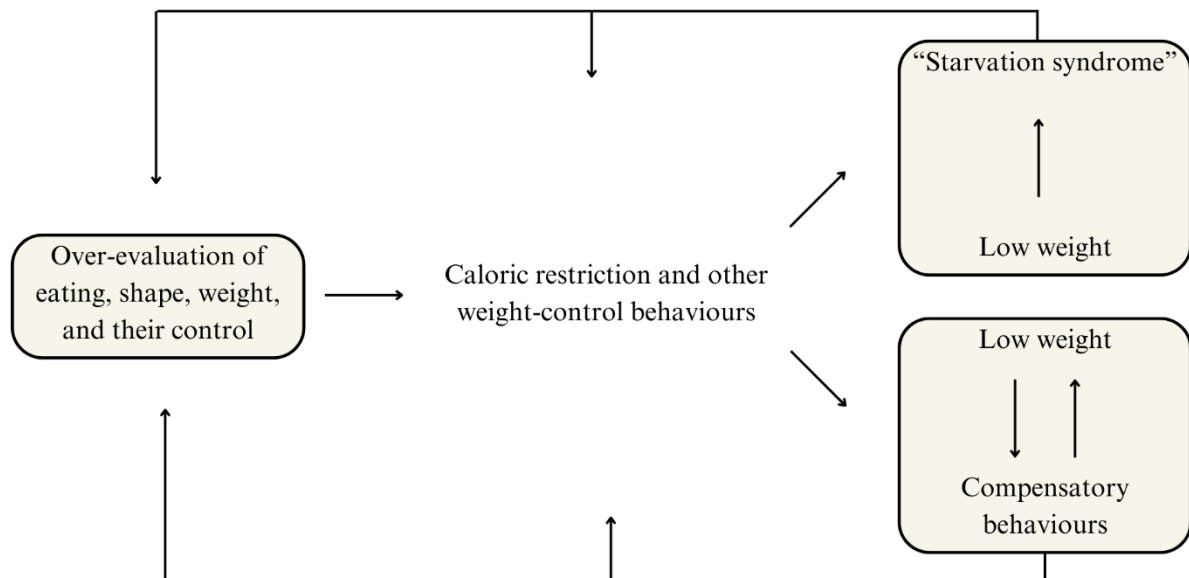 “Starvation syndrome”
Low weight
Over-evaluation of
eating, shape, weight,
and their control
Caloric restriction and other
weight-control behaviours
Low weight
Compensatory
behaviours